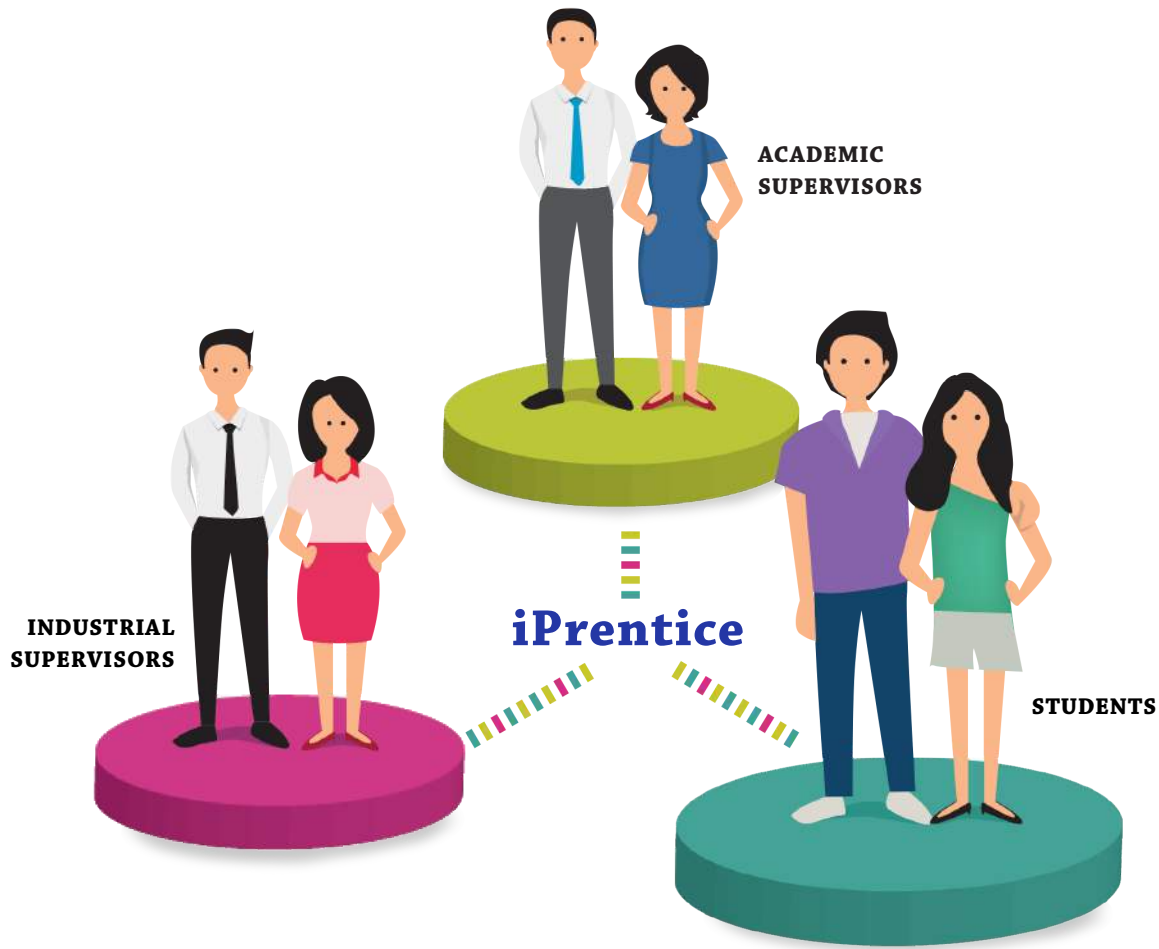 ACADEMIC
SUPERVISORS
iPrentice
INDUSTRIAL
SUPERVISORS
STUDENTS